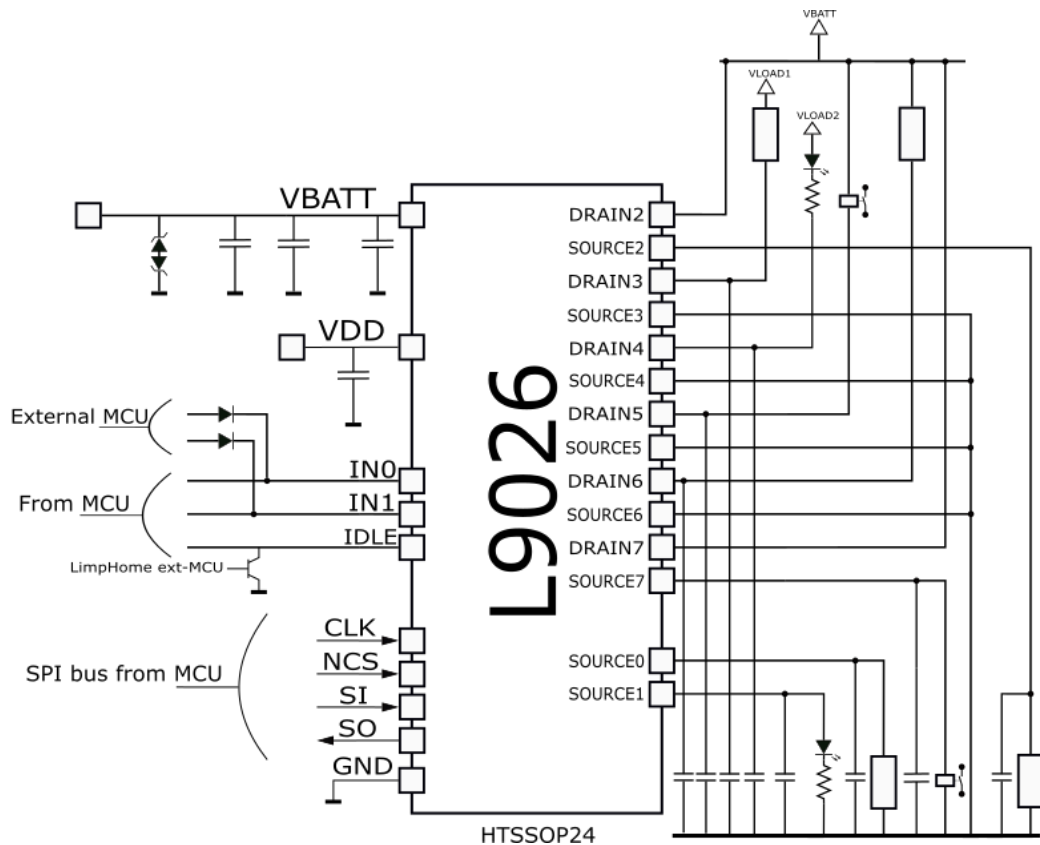 VBATT
VLOAD1
VLOAD2
VBATT
DRAIN2
SOURCE2
DRAIN3
SOURCE3
VDD
DRAIN4
SOURCE4
External MCU
DRAIN5
SOURCE5
IN0
DRAIN6
From MCU
IN1
SOURCE6
IDLE
DRAIN7
LimpHome ext-MCU
SOURCE7
L9026
CLK
SPI bus from MCU
NCS
SOURCE0
SI
SOURCE1
SO
GND
HTSSOP24